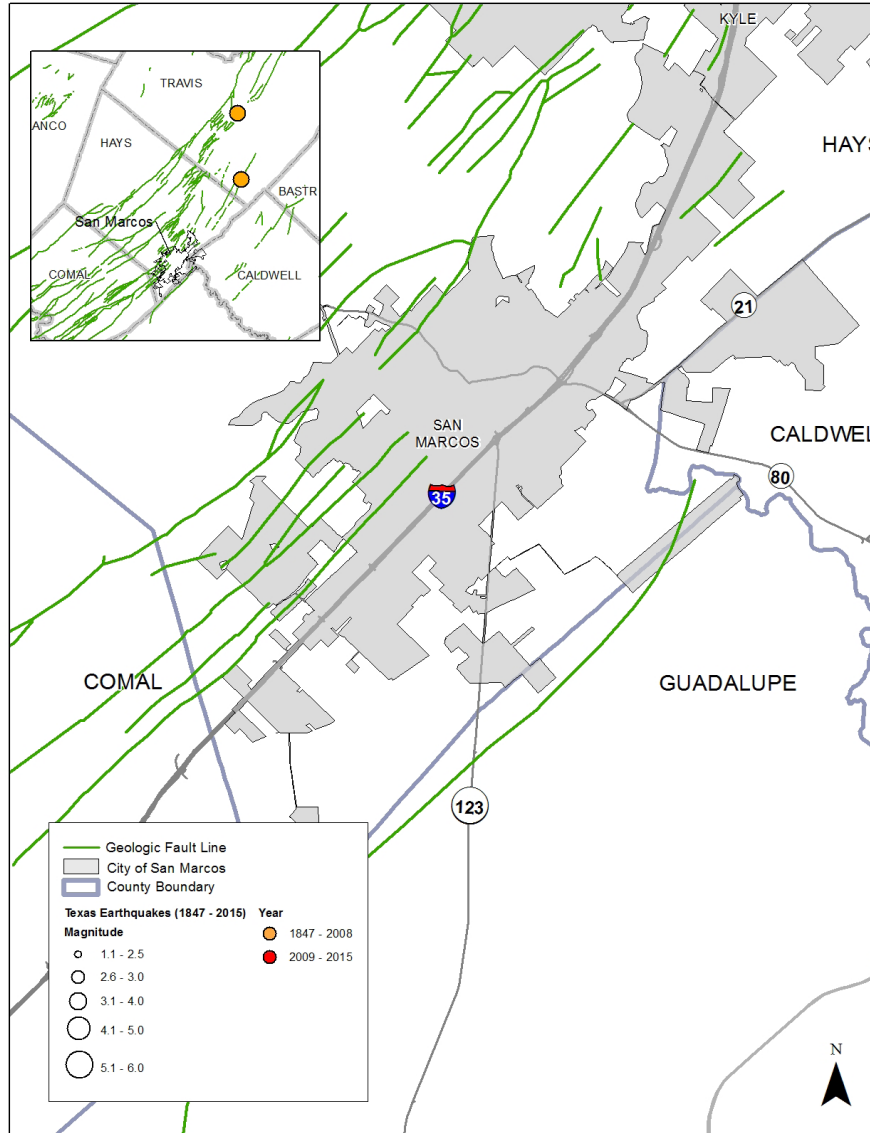 KYLE
TRAVIS
ANCO
HAYS
HAYS
BASTR
San Marcos
COMAL
CALDWELL
21
SAN
MARCOS
CALDWEL
80
35
COMAL
GUADALUPE
123
Geologic Fault Line
City of San Marcos
County Boundary
Texas Earthquakes (1847 - 2015) Year
Magnitude
1847 - 2008
1.1 - 2.5
2009 - 2015
2.6 - 3.0
3.1 - 4.0
4.1 - 5.0
5.1 - 6.0
N